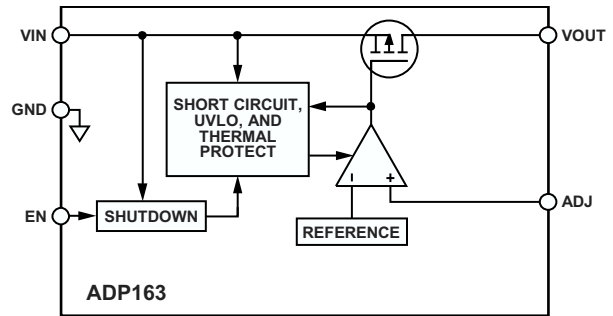 VIN
VOUT
GND
SHORT CIRCUIT,
UVLO, AND
THERMAL
PROTECT
- +
EN
SHUTDOWN
ADJ
REFERENCE
ADP163